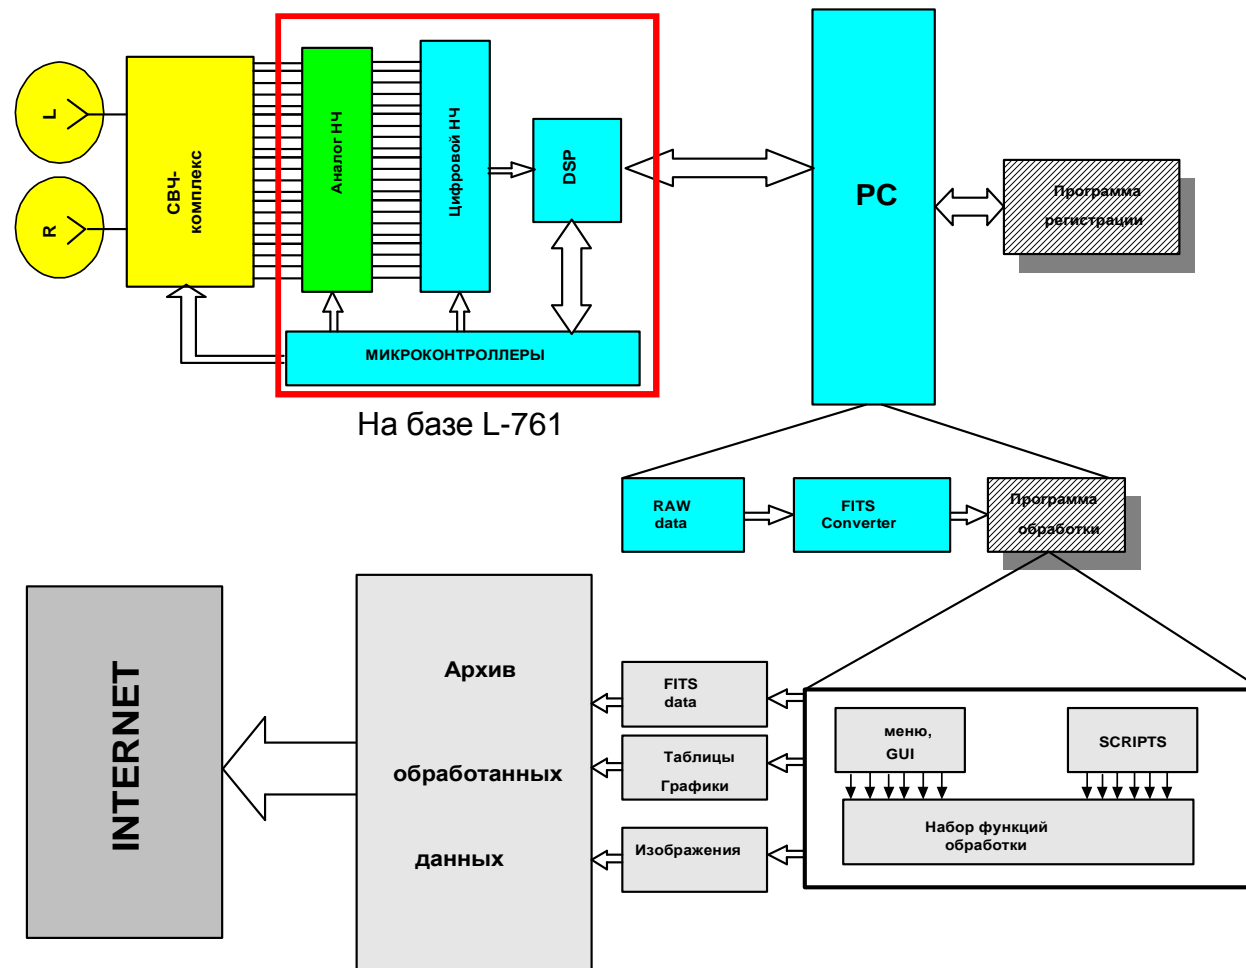 L
R
СВЧ-
комплекс
Аналог НЧ
Цифровой НЧ
DSP
МИКРОКОНТРОЛЛЕРЫ
На базе L-761
PC
Программа
регистрации
RAW
data
FITS
Converter
Программа
обработки
INTERNET
Архив
обработанных
данных
FITS
data
Таблицы
Графики
Изображения
меню,
GUI
SCRIPTS
Набор функций
обработки